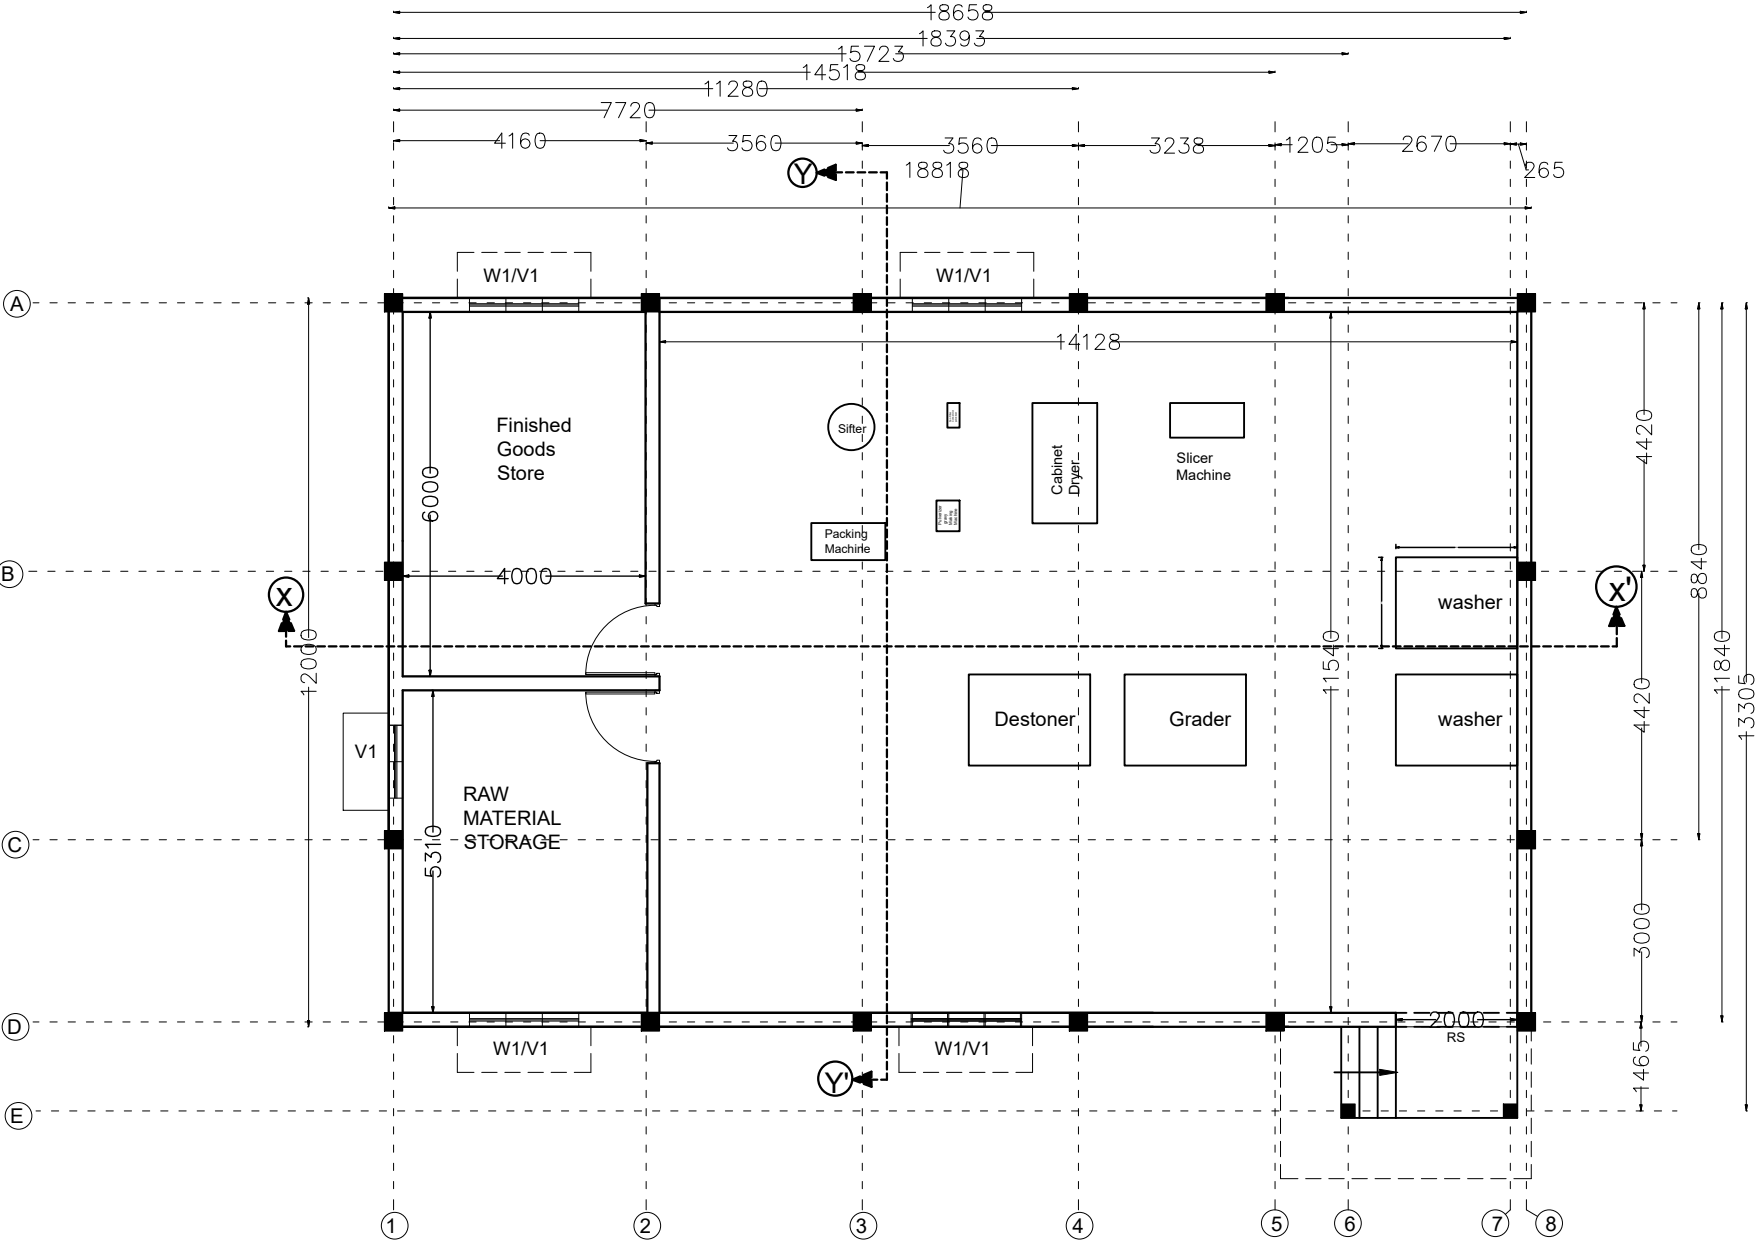 18658
18393
15723
14518
11280
7720
4160
3560
3560
3238
1205
2670
265
18818
Y
W1/V1
W1/V1
A
14128
Finished
Goods
Store
Sifter
Cabinet
Dryer
Slicer
Machine
4420
6000
Packing
Machine
B
4000
X
washer
X'
8840
12000
11540
11840
4420
13305
V1
Destoner
Grader
washer
RAW
MATERIAL
STORAGE
5310
C
3000
D
2000
RS
W1/V1
W1/V1
Y'
1465
E
1
2
3
4
5
6
7
8